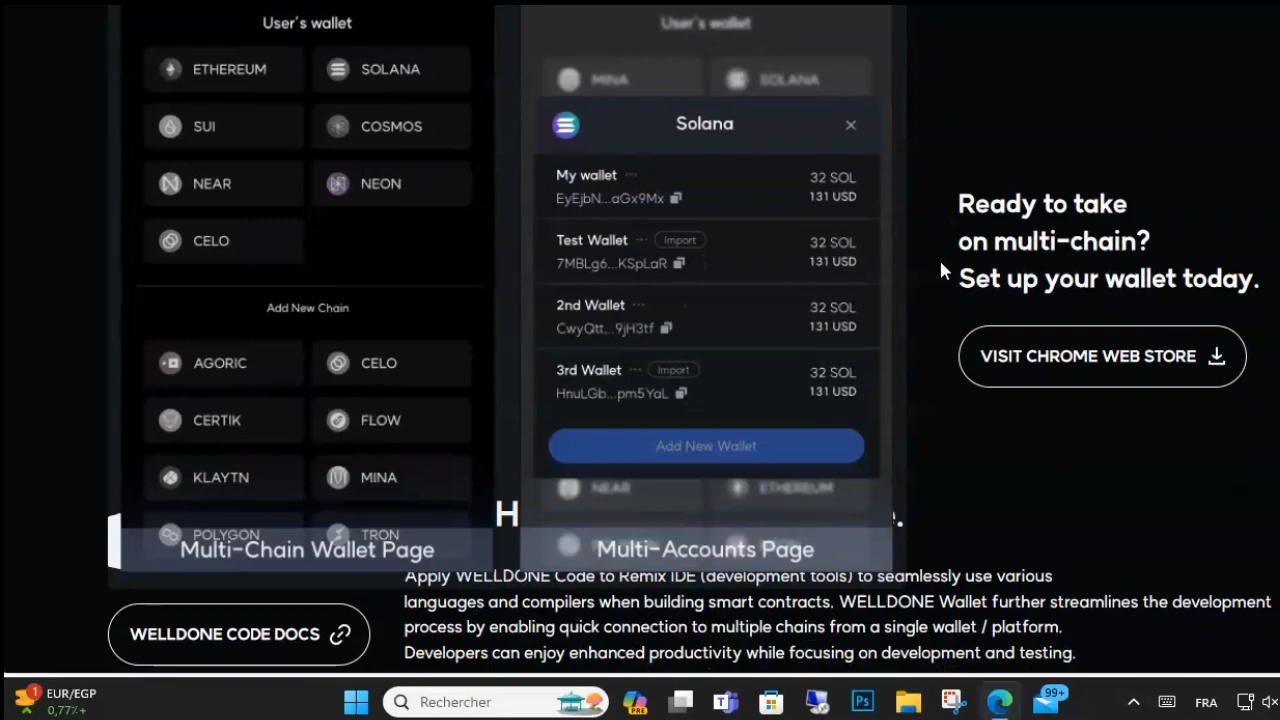 User's wallet
ETHEREUM
SOLANA
SUI
COSMOS
NEAR
NEON
CELO
Add New Chain
AGORIC
CELO
CERTIK
FLOW
KLAYTN
MINA
POLYGON
TRON
Multi-Chain Wallet Page
User's wallet
MINA
SOLANA
Solana
My wallet ···
32 SOL
EyEjbN...aGx9Mx
131 USD
Test Wallet ··· Import
32 SOL
7MBLg6...KSpLaR
131 USD
2nd Wallet ···
32 SOL
CwyQtt...9jH3tf
131 USD
3rd Wallet ··· Import
32 SOL
HnuLGb...pm5YaL
131 USD
Add New Wallet
NEAR
ETHEREUM
Multi-Accounts Page
Ready to take
on multi-chain?
Set up your wallet today.
VISIT CHROME WEB STORE
H
WELLDONE CODE DOCS
Apply WELLDONE Code to Remix IDE (development tools) to seamlessly use various
languages and compilers when building smart contracts. WELLDONE Wallet further streamlines the development
process by enabling quick connection to multiple chains from a single wallet / platform.
Developers can enjoy enhanced productivity while focusing on development and testing.
1
EUR/EGP
0,77%+
Rechercher
PRE
Ps
99+
FRA